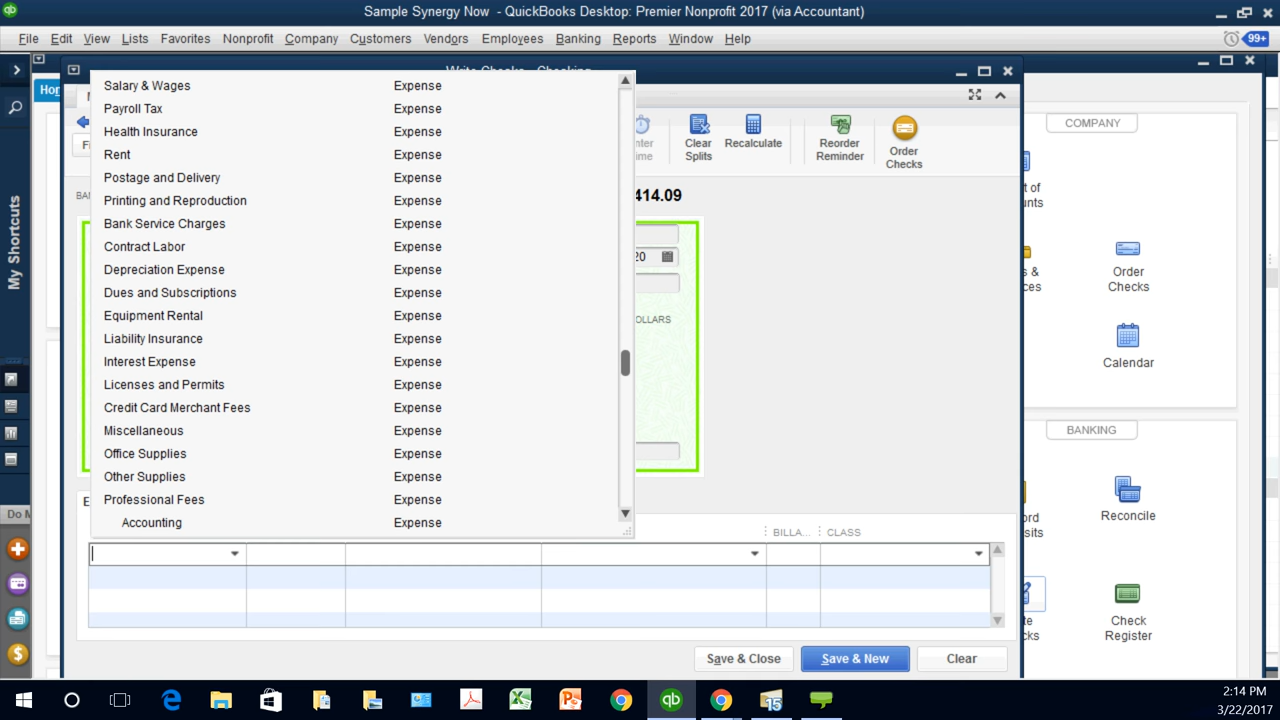 Sample Synergy Now - QuickBooks Desktop: Premier Nonprofit 2017 (via Accountant)
File Edit View Lists Favorites Nonprofit Company Customers Vendors Employees Banking Reports Window Help
99+
My Shortcuts
Salary & Wages Expense
Payroll Tax Expense
Health Insurance Expense
Rent Expense
Postage and Delivery Expense
Printing and Reproduction Expense
Bank Service Charges Expense
Contract Labor Expense
Depreciation Expense Expense
Dues and Subscriptions Expense
Equipment Rental Expense
Liability Insurance Expense
Interest Expense Expense
Licenses and Permits Expense
Credit Card Merchant Fees Expense
Miscellaneous Expense
Office Supplies Expense
Other Supplies Expense
Professional Fees Expense
Accounting Expense
Clear
Splits
Recalculate
Reorder
Reminder
Order
Checks
414.09
20
OLLARS
BILLA... CLASS
Save & Close
Save & New
Clear
COMPANY
Order
Checks
Calendar
BANKING
Reconcile
Check
Register
15
2:14 PM
3/22/2017